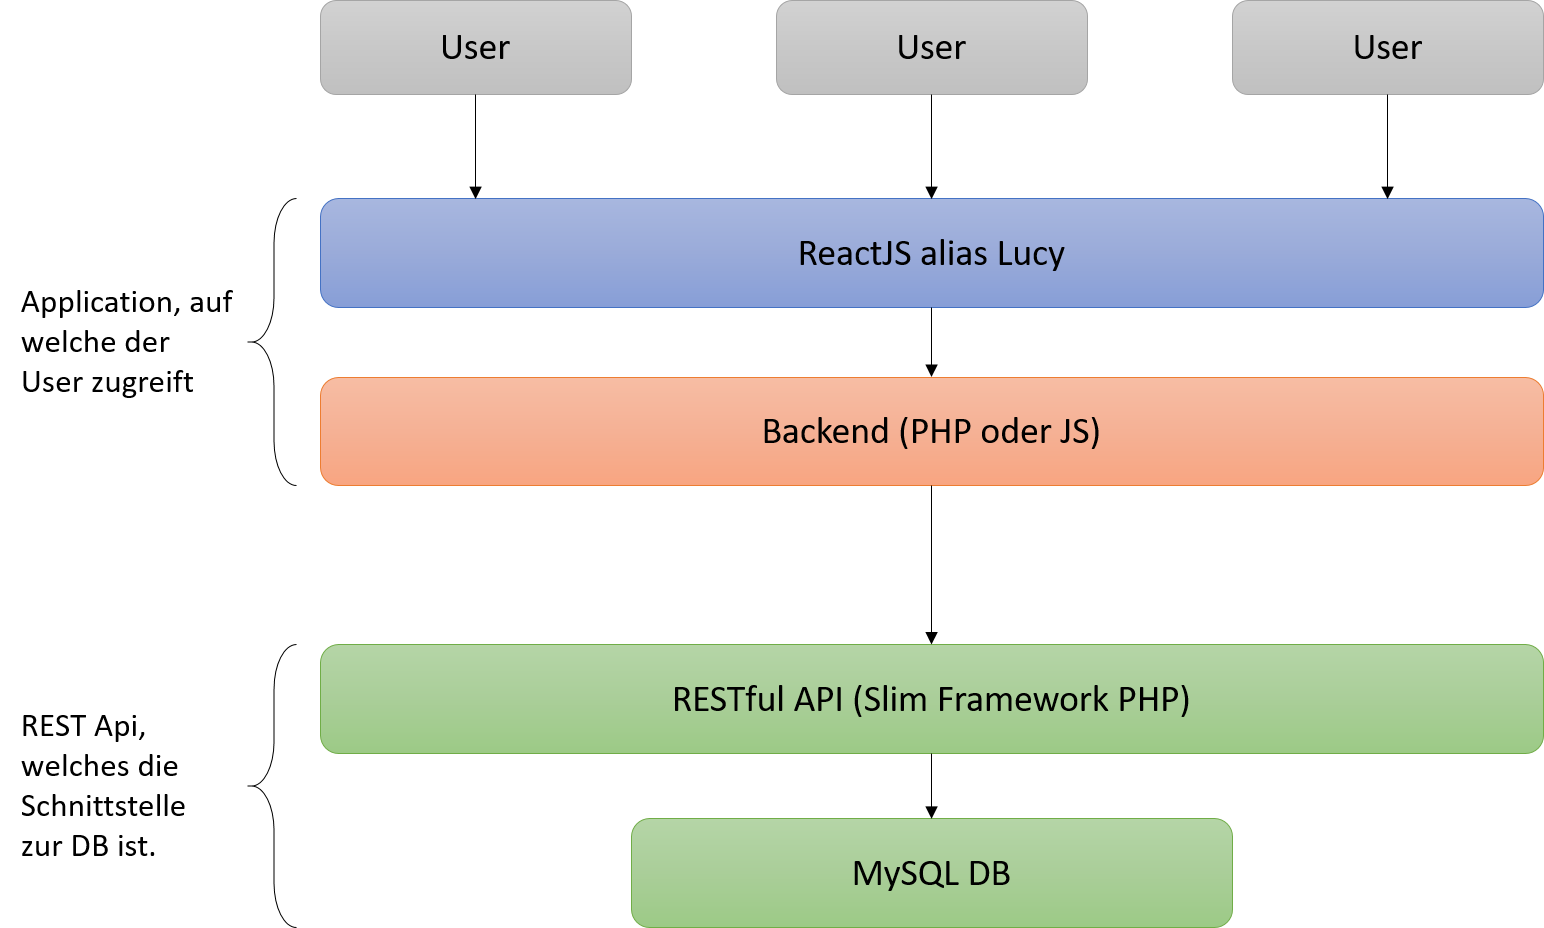 User
User
User
ReactJS alias Lucy
Application, auf
welche der
User zugreift
Backend (PHP oder JS)
RESTful API (Slim Framework PHP)
REST Api,
welches die
Schnittstelle
zur DB ist.
MySQL DB